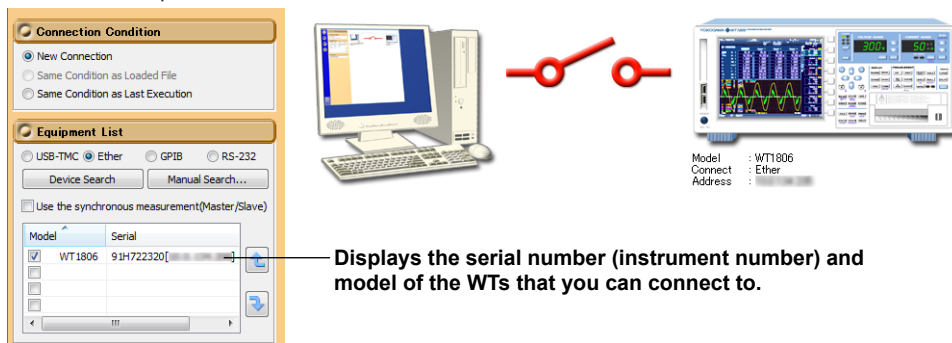 Connection Condition
New Connection
Same Condition as Loaded File
Same Condition as Last Execution
Equipment List
USB-TMC Ether GPIB RS-232
Device Search Manual Search...
Use the synchronous measurement(Master/Slave)
Model Serial
WT1806 91H722320[
YOKOGAWA
300.
50
Model : WT1806
Connect : Ether
Address :
Displays the serial number (instrument number) and
model of the WTs that you can connect to.